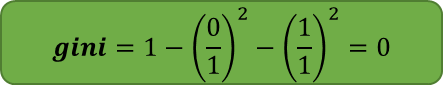 gini = 1 − (0/1)² − (1/1)² = 0